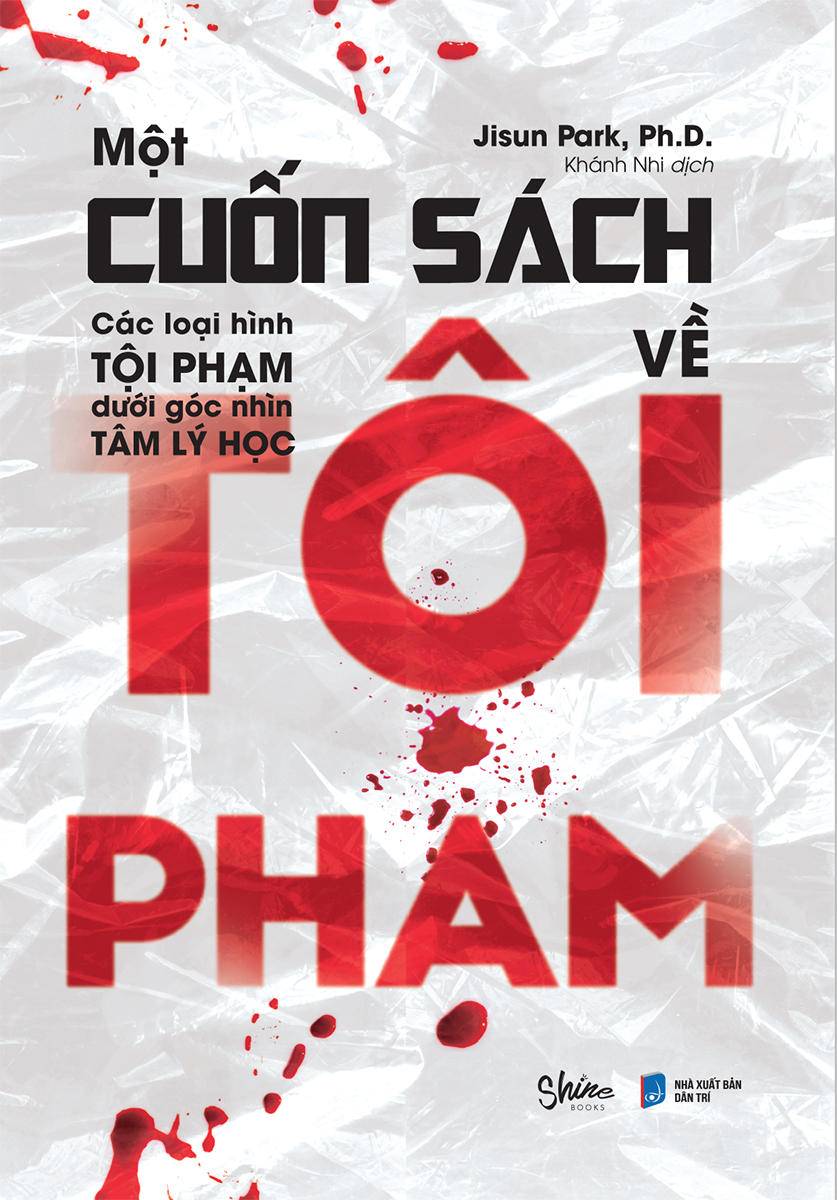 Một
Jisun Park, Ph.D.
Khánh Nhi dịch
CUỐN SÁCH
Các loại hình
TỘI PHẠM
dưới góc nhìn
TÂM LÝ HỌC
VỀ
TỘI
PHẠM
Shine
BOOKS
NHÀ XUẤT BẢN
DÂN TRÍ